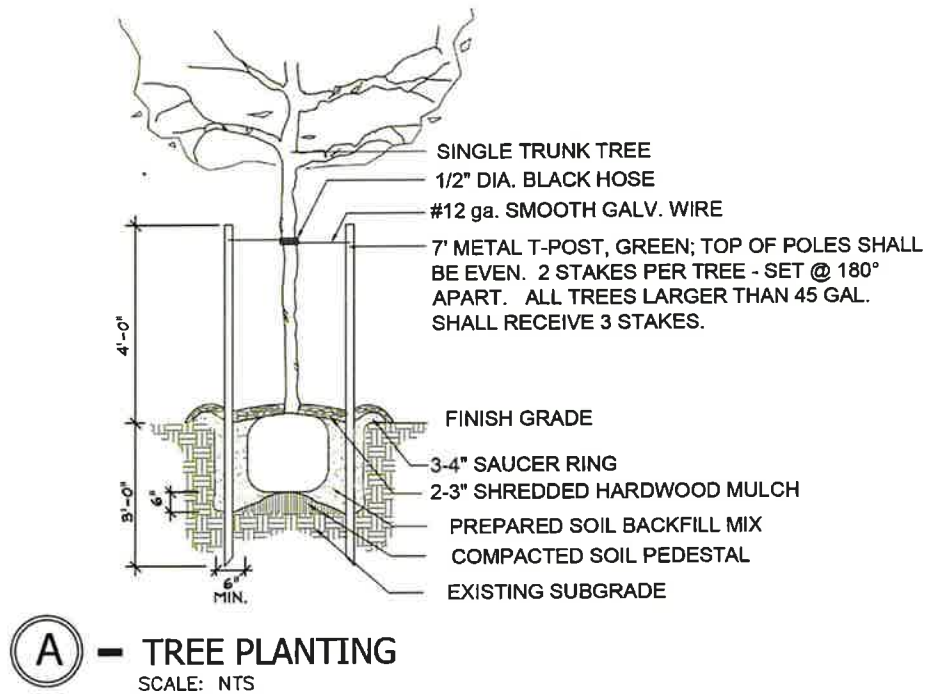 SINGLE TRUNK TREE
1/2" DIA. BLACK HOSE
#12 ga. SMOOTH GALV. WIRE
7' METAL T-POST, GREEN; TOP OF POLES SHALL
BE EVEN. 2 STAKES PER TREE - SET @ 180°
APART. ALL TREES LARGER THAN 45 GAL.
SHALL RECEIVE 3 STAKES.
4'-0"
FINISH GRADE
3-4" SAUCER RING
2-3" SHREDDED HARDWOOD MULCH
3'-0"
6"
PREPARED SOIL BACKFILL MIX
COMPACTED SOIL PEDESTAL
EXISTING SUBGRADE
6"
MIN.
A - TREE PLANTING
SCALE: NTS